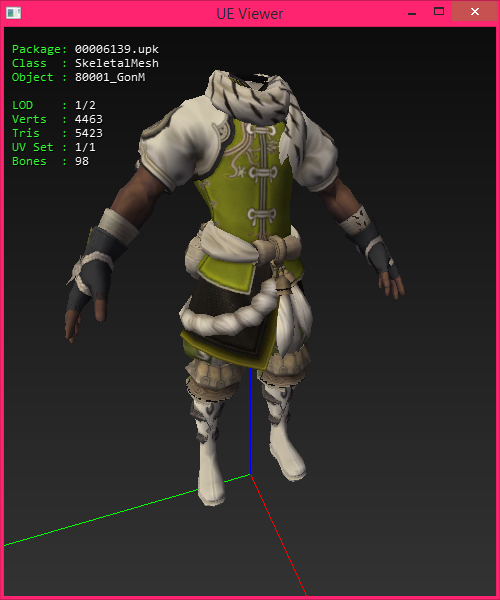 UE Viewer
Package: 00006139.upk
Class  : SkeletalMesh
Object : 80001_GonM
LOD    : 1/2
Verts  : 4463
Tris   : 5423
UV Set : 1/1
Bones  : 98